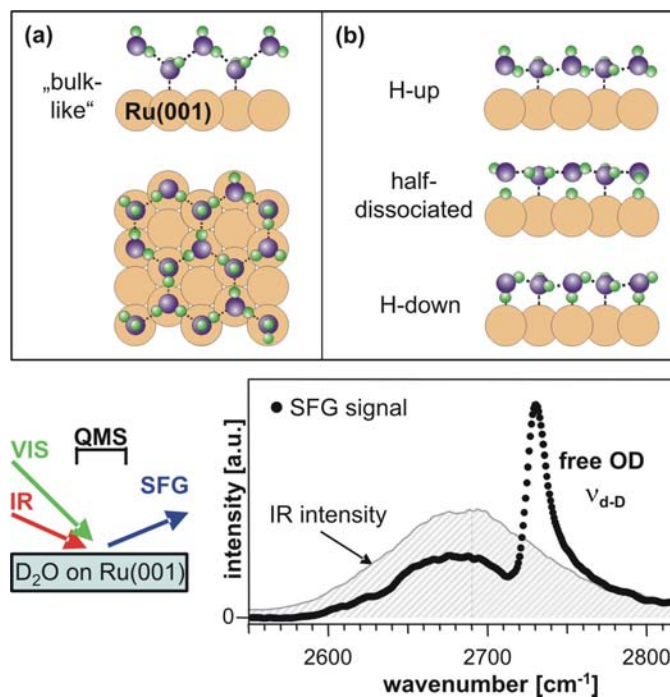 (a)
„bulk-
like“
Ru(001)
(b)
H-up
half-
dissociated
H-down
QMS
VIS
SFG
IR
D₂O on Ru(001)
intensity [a.u.]
0
● SFG signal
IR intensity
free OD
ν_d-D
2600
2700
2800
wavenumber [cm⁻¹]